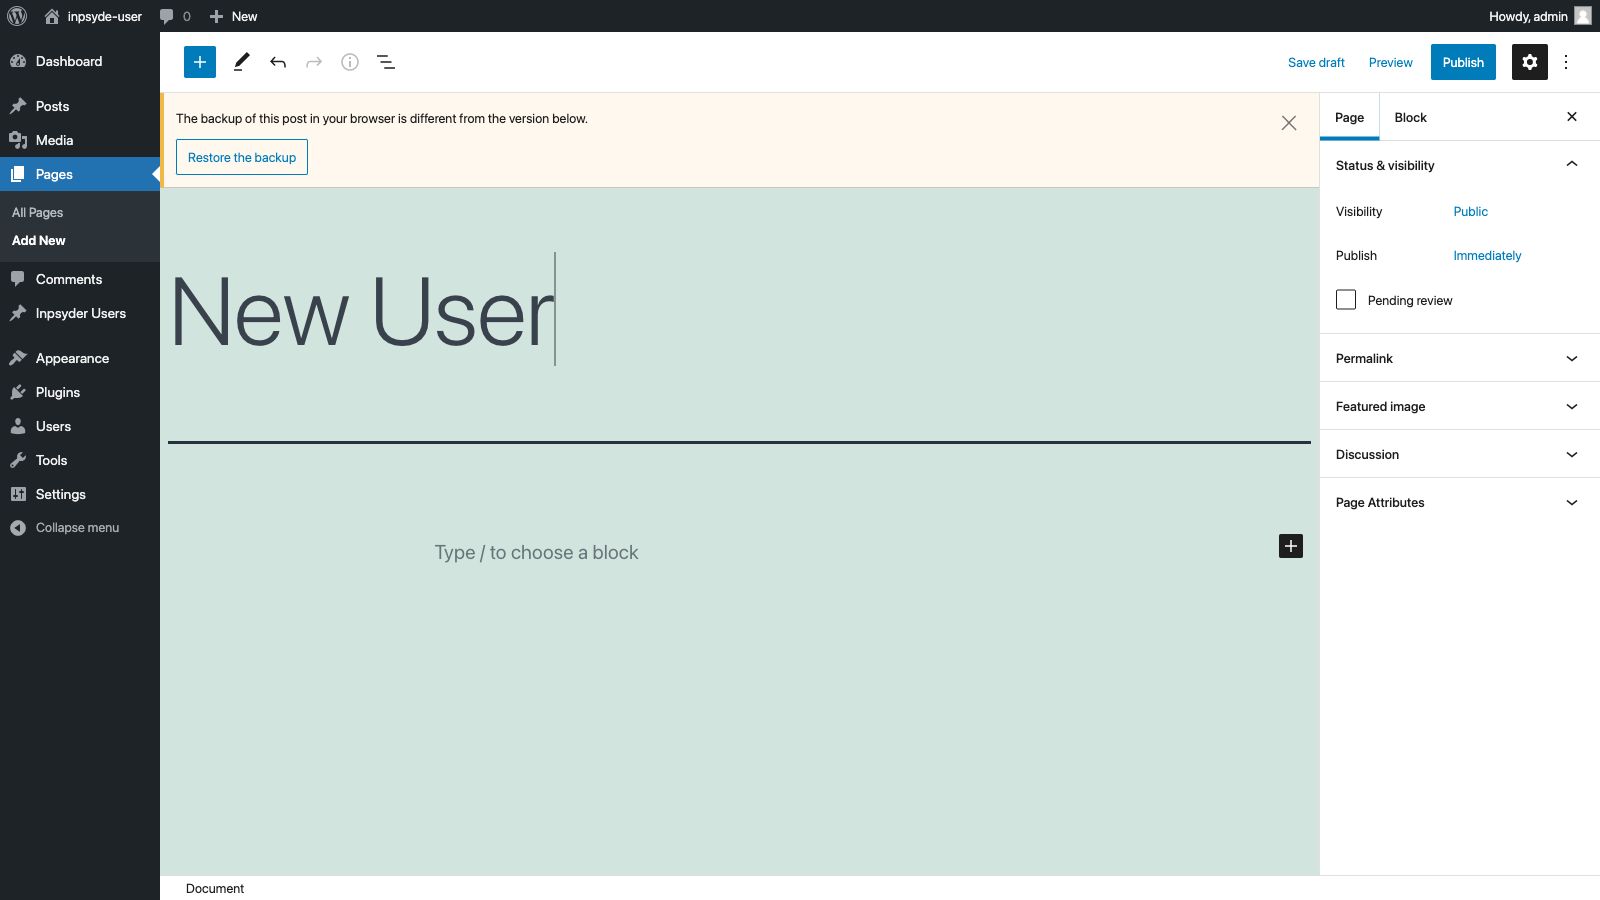 inpsyde-user
0
New
Howdy, admin
Dashboard
Posts
Media
Pages
All Pages
Add New
Comments
Inpsyder Users
Appearance
Plugins
Users
Tools
Settings
Collapse menu
Save draft
Preview
Publish
The backup of this post in your browser is different from the version below.
Restore the backup
New User
Type / to choose a block
Page
Block
Status & visibility
Visibility Public
Publish Immediately
Pending review
Permalink
Featured image
Discussion
Page Attributes
Document